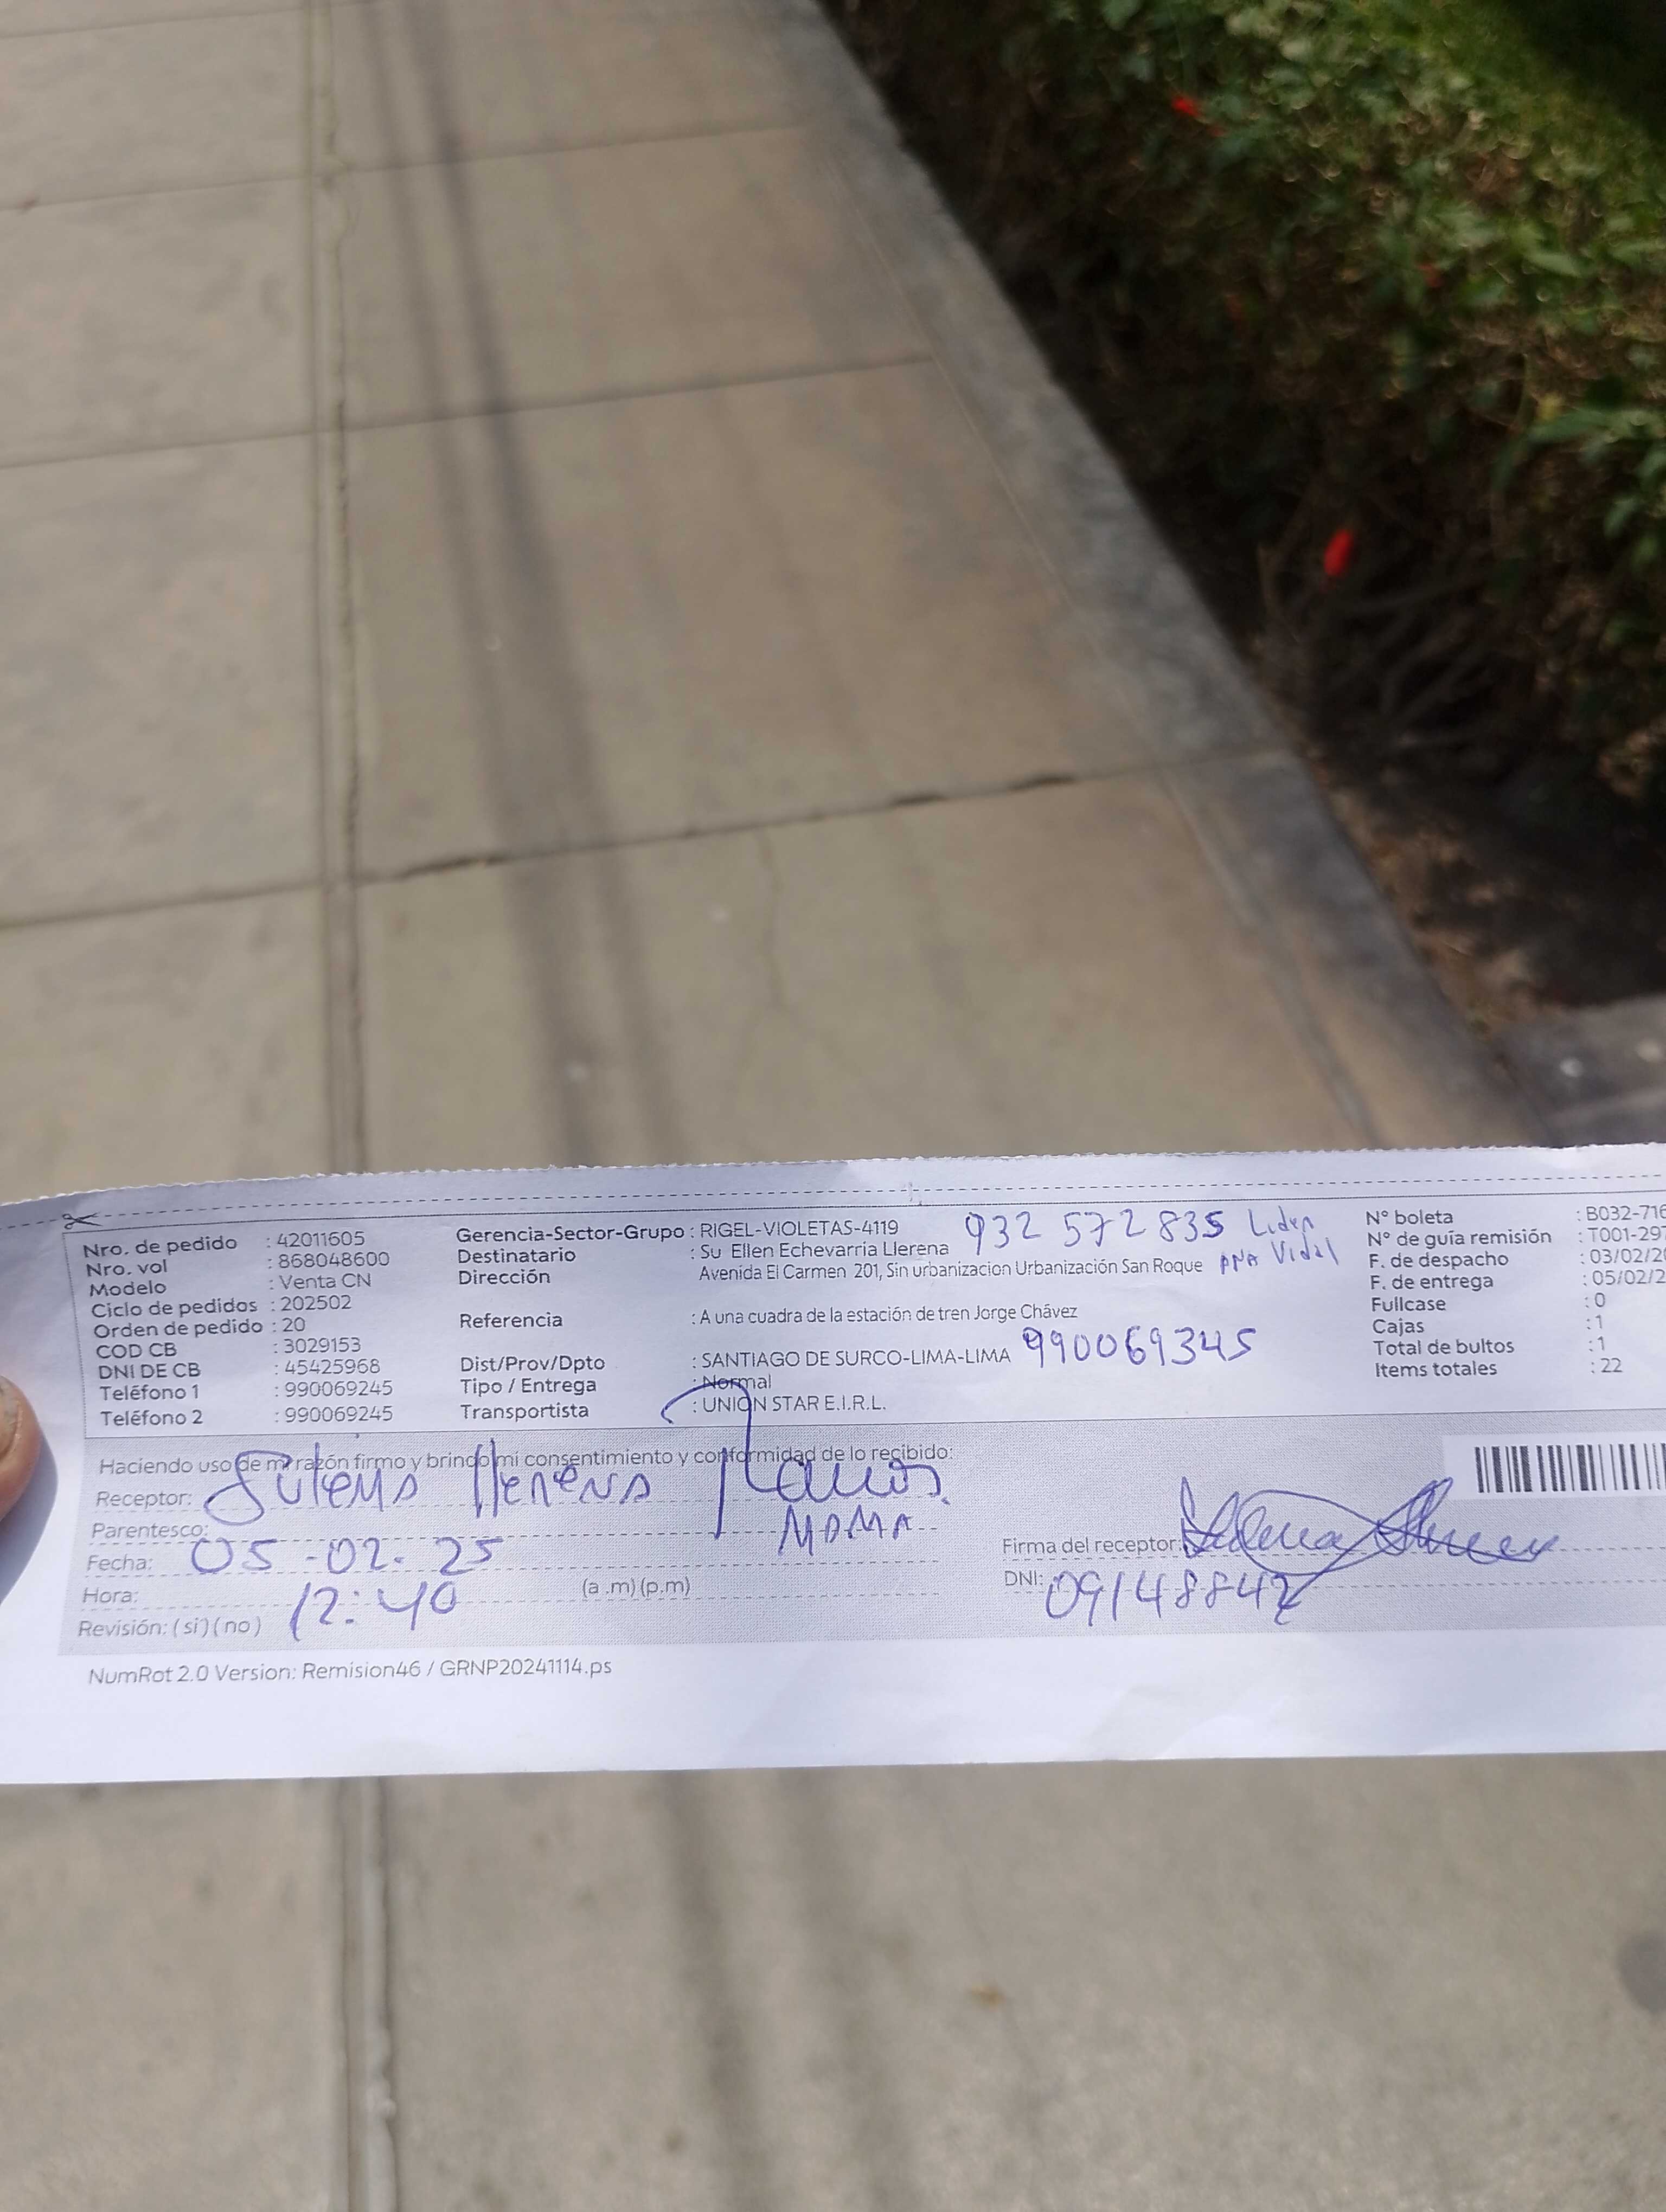 Nro. de pedido : 42011605
Nro. vol : 868048600
Modelo : Venta CN
Ciclo de pedidos : 202502
Orden de pedido : 20
COD CB : 3029153
DNI DE CB : 45425968
Teléfono 1 : 990069245
Teléfono 2 : 990069245
Gerencia-Sector-Grupo : RIGEL-VIOLETAS-4119
Destinatario : Su Ellen Echevarria Llerena
Dirección Avenida El Carmen 201, Sin urbanizacion Urbanización San Roque
Referencia : A una cuadra de la estación de tren Jorge Chávez
Dist/Prov/Dpto : SANTIAGO DE SURCO-LIMA-LIMA
Tipo / Entrega : Normal
Transportista : UNION STAR E.I.R.L.
932 572 835 Lider
ANA Vidal
990069345
N° boleta : B032-716
N° de guía remisión : T001-297
F. de despacho : 03/02/20
F. de entrega : 05/02/2
Fullcase : 0
Cajas : 1
Total de bultos : 1
Items totales : 22
Haciendo uso de mi razón firmo y brindo mi consentimiento y conformidad de lo recibido:
Receptor: llerena
Parentesco: MAMA
Fecha: 05-02-25
Hora: 12:40 (a .m) (p.m)
Revisión: ( si ) ( no )
Firma del receptor:
DNI: 09148842
NumRot 2.0 Version: Remision46 / GRNP20241114.ps